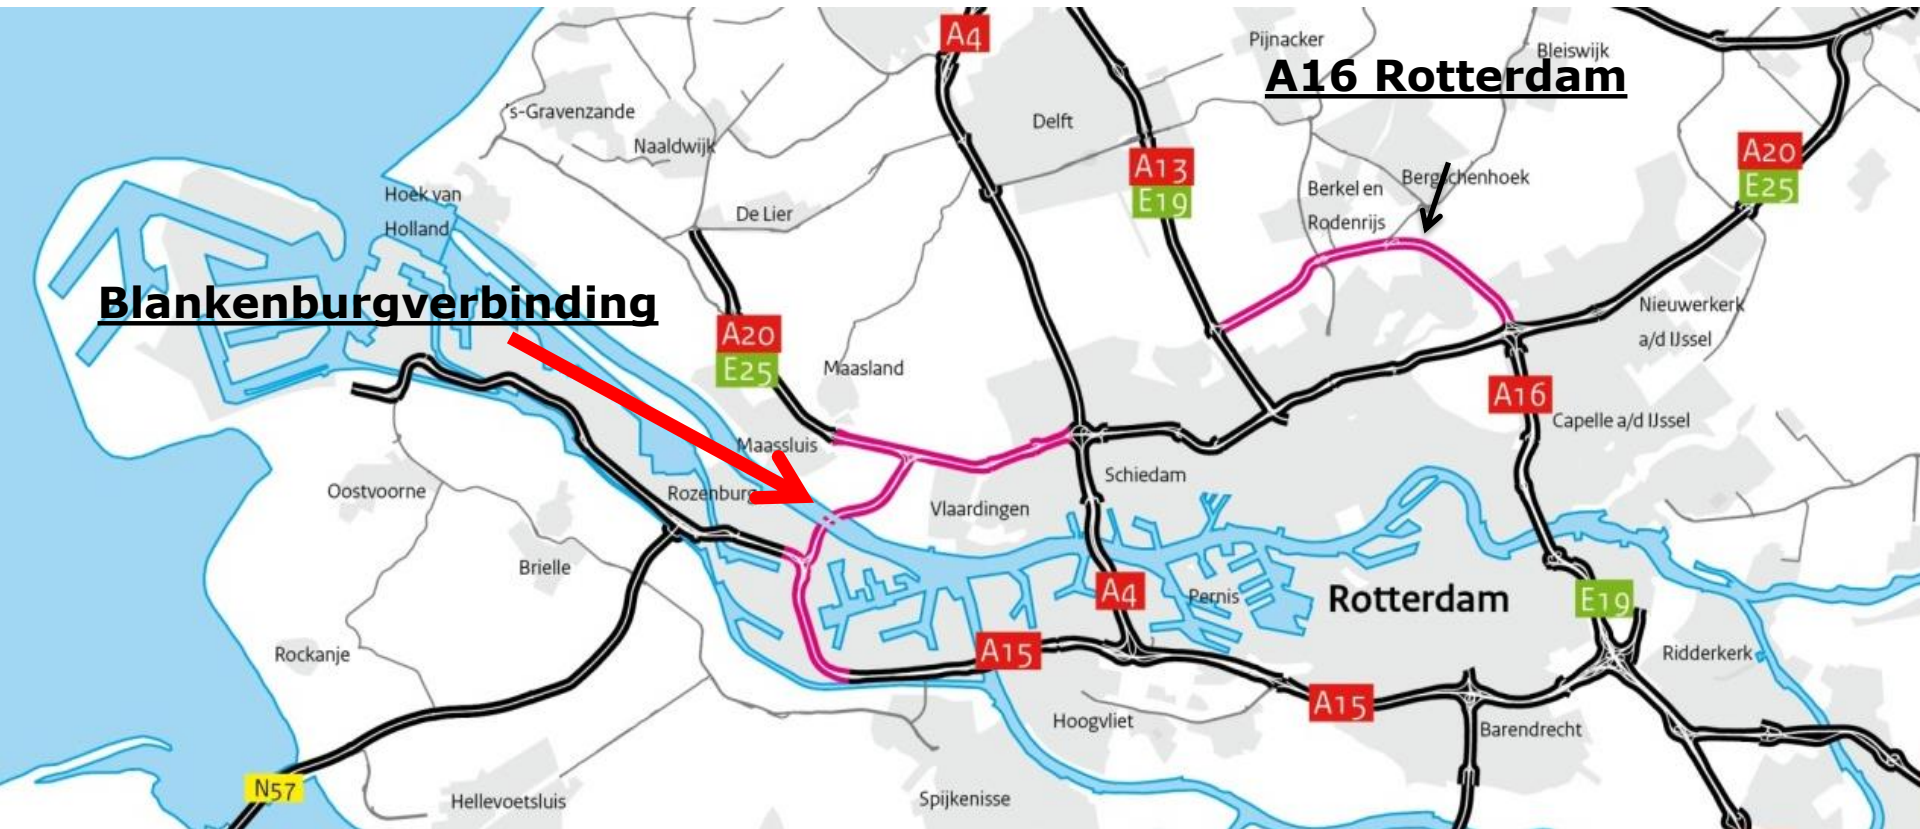 A4
Pijnacker
Bleiswijk
A16 Rotterdam
's-Gravenzande
Delft
Naaldwijk
A13
E19
A20
E25
Bergschenhoek
Berkel en
Rodenrijs
Hoek van
Holland
De Lier
Blankenburgverbinding
A20
E25
Nieuwerkerk
a/d IJssel
Maasland
A16
Capelle a/d IJssel
Maassluis
Schiedam
Oostvoorne
Rozenburg
Vlaardingen
Brielle
A4
Pernis
Rotterdam
E19
Rockanje
A15
Ridderkerk
A15
Hoogvliet
Barendrecht
N57
Hellevoetsluis
Spijkenisse